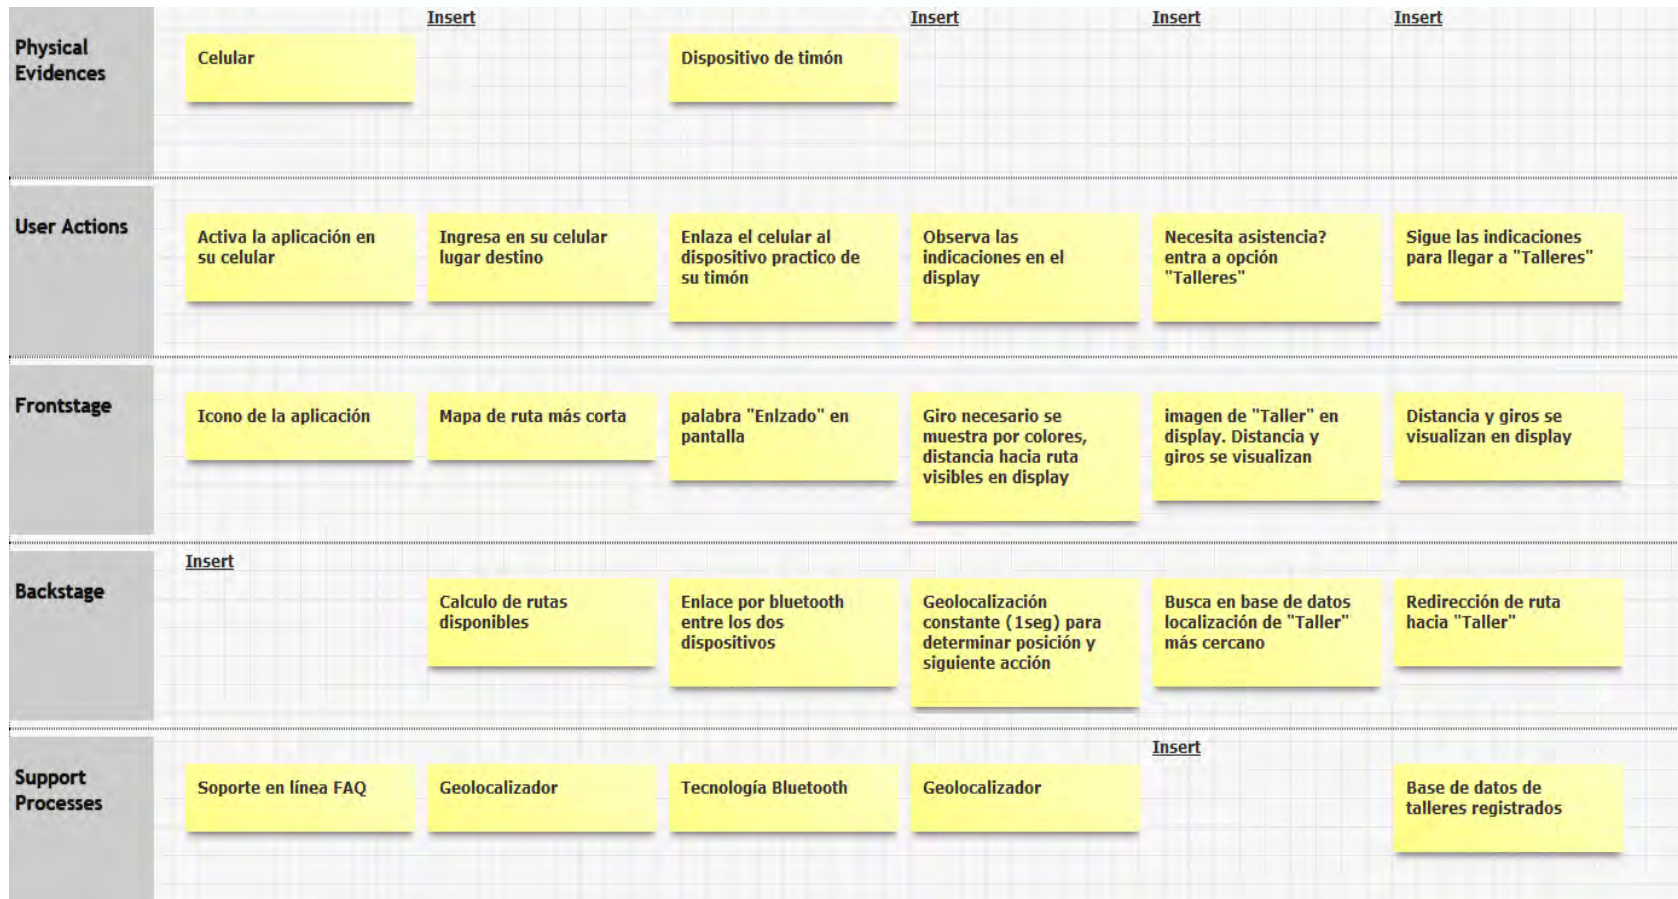 Insert
Insert
Insert
Insert
Physical
Evidences
Celular
Dispositivo de timón
User Actions
Activa la aplicación en
su celular
Ingresa en su celular
lugar destino
Enlaza el celular al
dispositivo practico de
su timón
Observa las
indicaciones en el
display
Necesita asistencia?
entra a opción
"Talleres"
Sigue las indicaciones
para llegar a "Talleres"
Frontstage
Icono de la aplicación
Mapa de ruta más corta
palabra "Enlzado" en
pantalla
Giro necesario se
muestra por colores,
distancia hacia ruta
visibles en display
imagen de "Taller" en
display. Distancia y
giros se visualizan
Distancia y giros se
visualizan en display
Insert
Backstage
Calculo de rutas
disponibles
Enlace por bluetooth
entre los dos
dispositivos
Geolocalización
constante (1seg) para
determinar posición y
siguiente acción
Busca en base de datos
localización de "Taller"
más cercano
Redirección de ruta
hacia "Taller"
Insert
Support
Processes
Soporte en línea FAQ
Geolocalizador
Tecnología Bluetooth
Geolocalizador
Base de datos de
talleres registrados